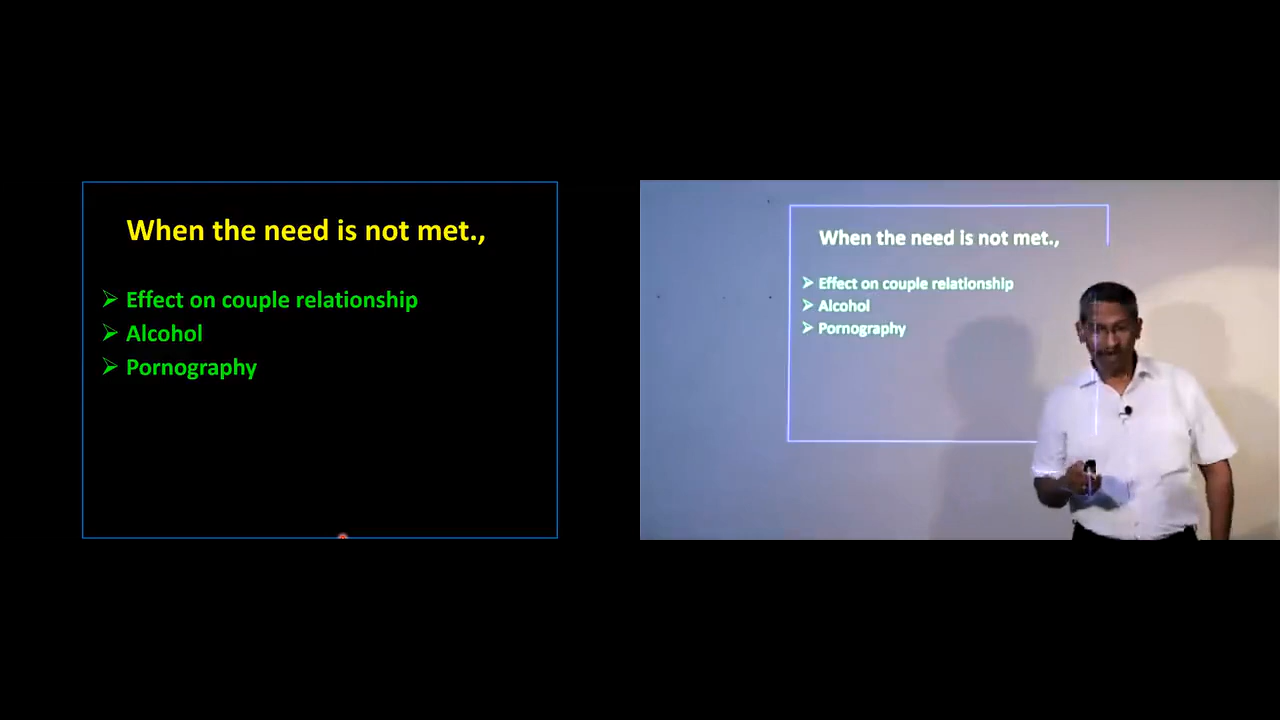 When the need is not met.,
➢ Effect on couple relationship
➢ Alcohol
➢ Pornography
When the need is not met.,
➢ Effect on couple relationship
➢ Alcohol
➢ Pornography